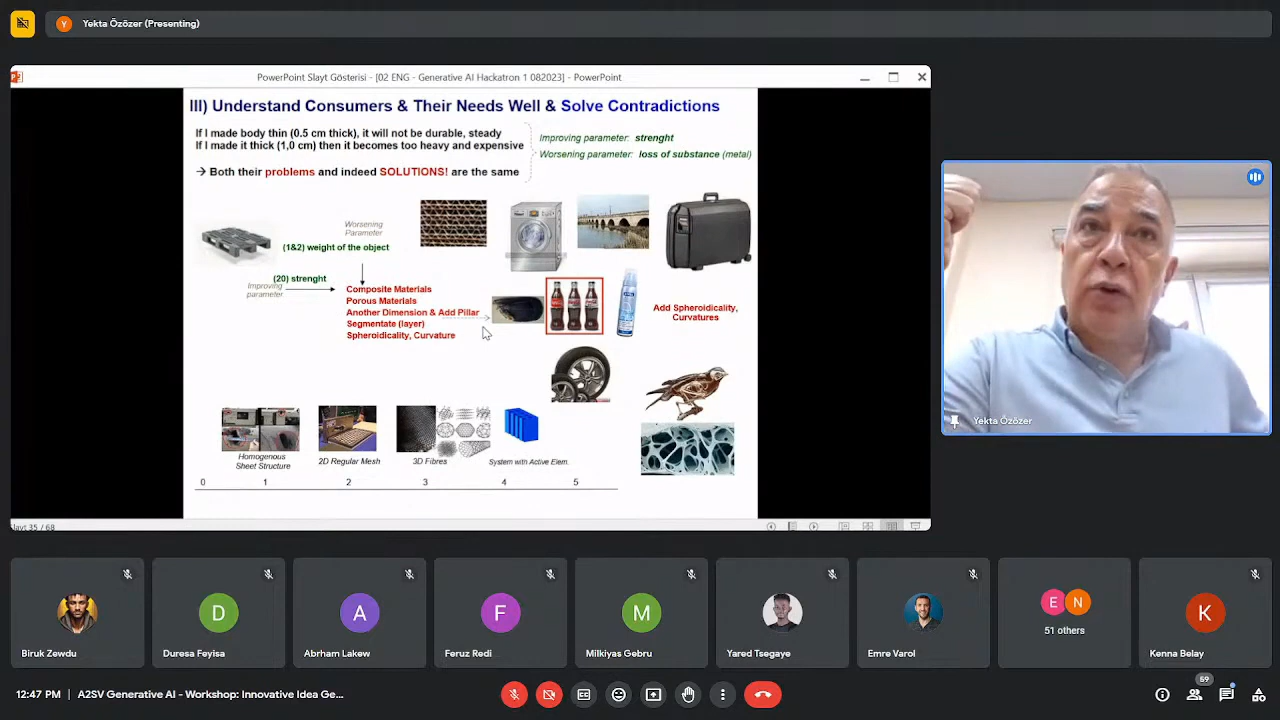 Yekta Özözer (Presenting)
PowerPoint Slayt Gösterisi - [02 ENG - Generative AI Hackatron 1 082023] - PowerPoint
III) Understand Consumers & Their Needs Well & Solve Contradictions
If I made body thin (0.5 cm thick), it will not be durable, steady
If I made it thick (1,0 cm) then it becomes too heavy and expensive
Improving parameter: strenght
Worsening parameter: loss of substance (metal)
→ Both their problems and indeed SOLUTIONS! are the same
Worsening
Parameter
(1&2) weight of the object
(20) strenght
Improving
parameter
Composite Materials
Porous Materials
Another Dimension & Add Pillar
Segmentate (layer)
Spheroidicality, Curvature
Add Spheroidicality,
Curvatures
Homogenous
Sheet Structure
2D Regular Mesh
3D Fibres
System with Active Elem.
0 1 2 3 4 5
layt 35 / 68
Yekta Özözer
Biruk Zewdu
D
Duresa Feyisa
A
Abrham Lakew
F
Feruz Redi
M
Milkiyas Gebru
Yared Tsegaye
Emre Varol
E N
51 others
K
Kenna Belay
12:47 PM | A2SV Generative AI - Workshop: Innovative Idea Ge...
59